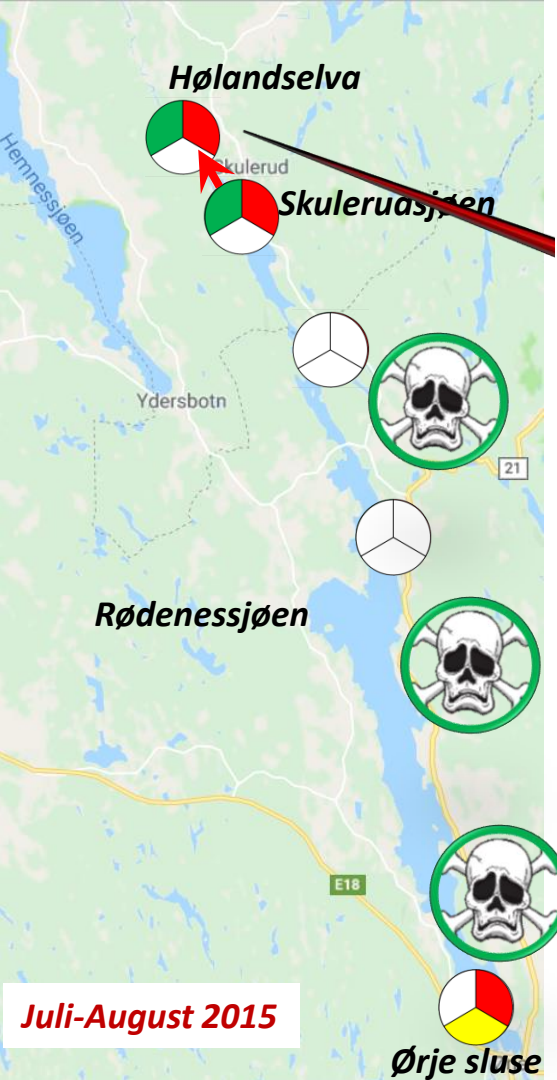 Hølandselva
Skulerud
Hemnessjøen
Skulerudsjøen
Ydersbotn
21
Rødenessjøen
E18
Juli-August 2015
Ørje sluse